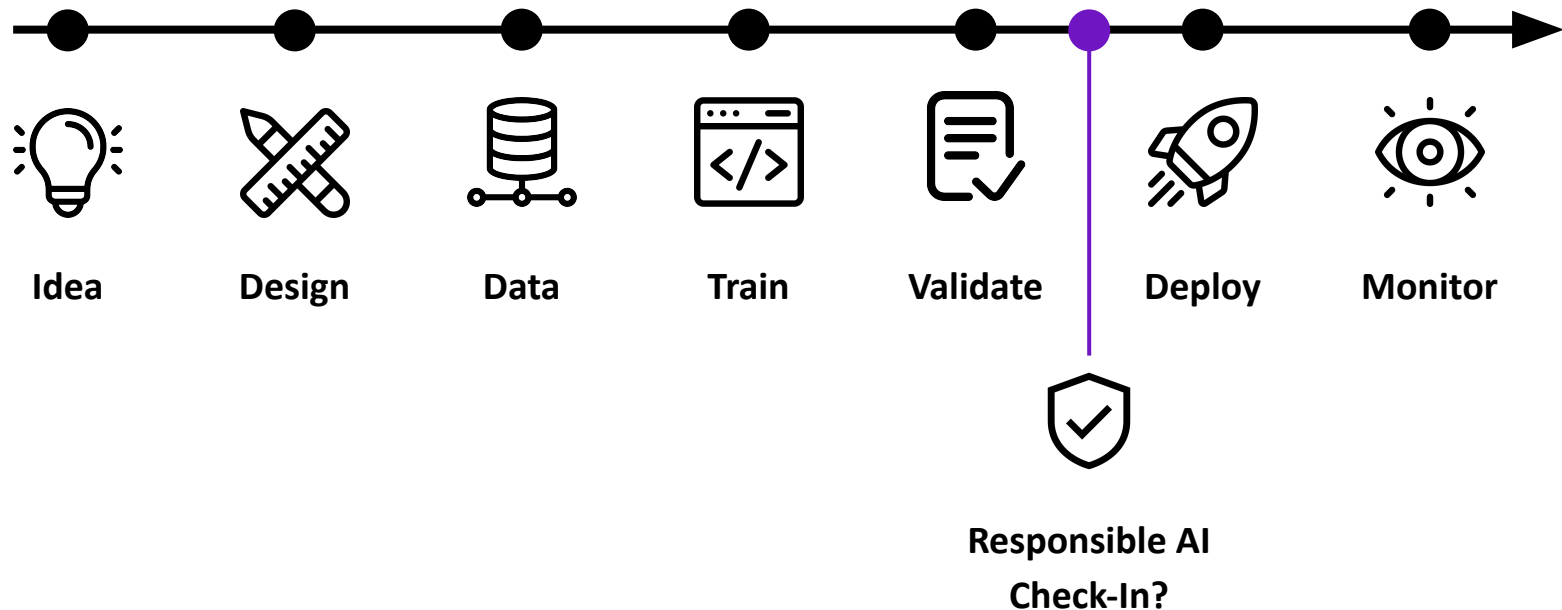 Idea
Design
Data
Train
Validate
Deploy
Monitor
Responsible AI
Check-In?